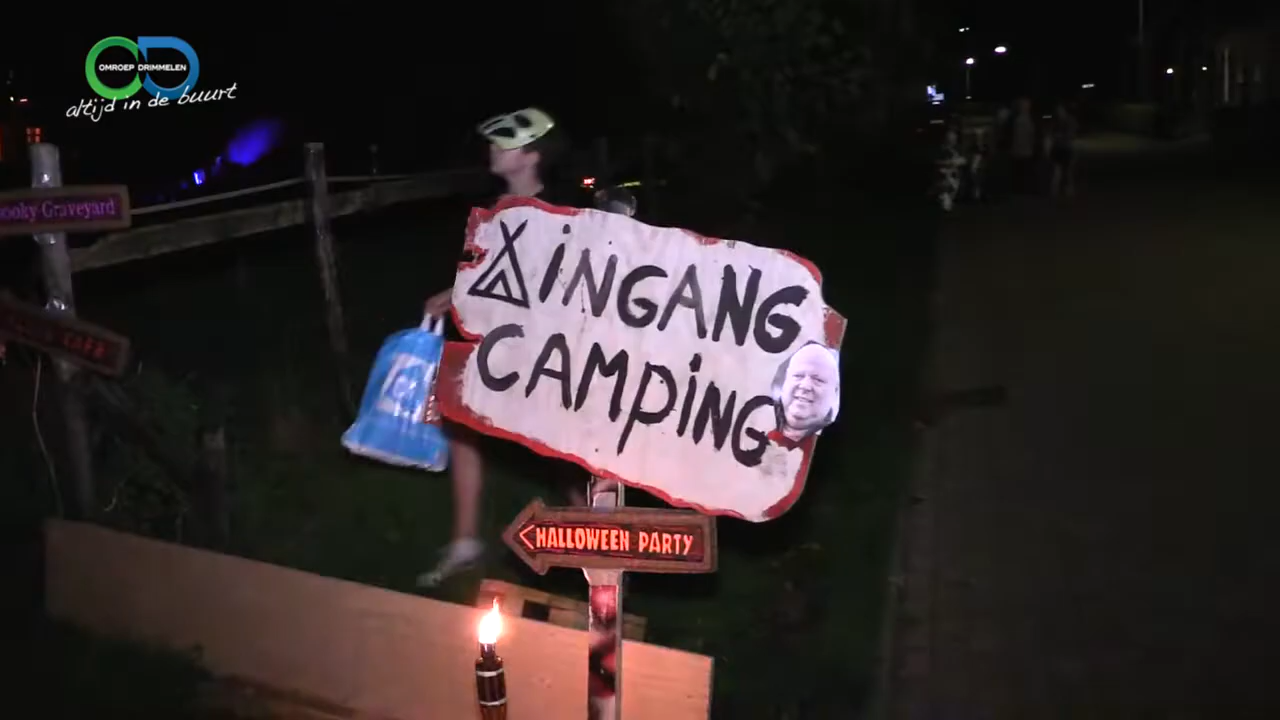 OMROEP DRIMMELEN
altijd in de buurt
ooky Graveyard
INGANG
CAMPING
HALLOWEEN PARTY